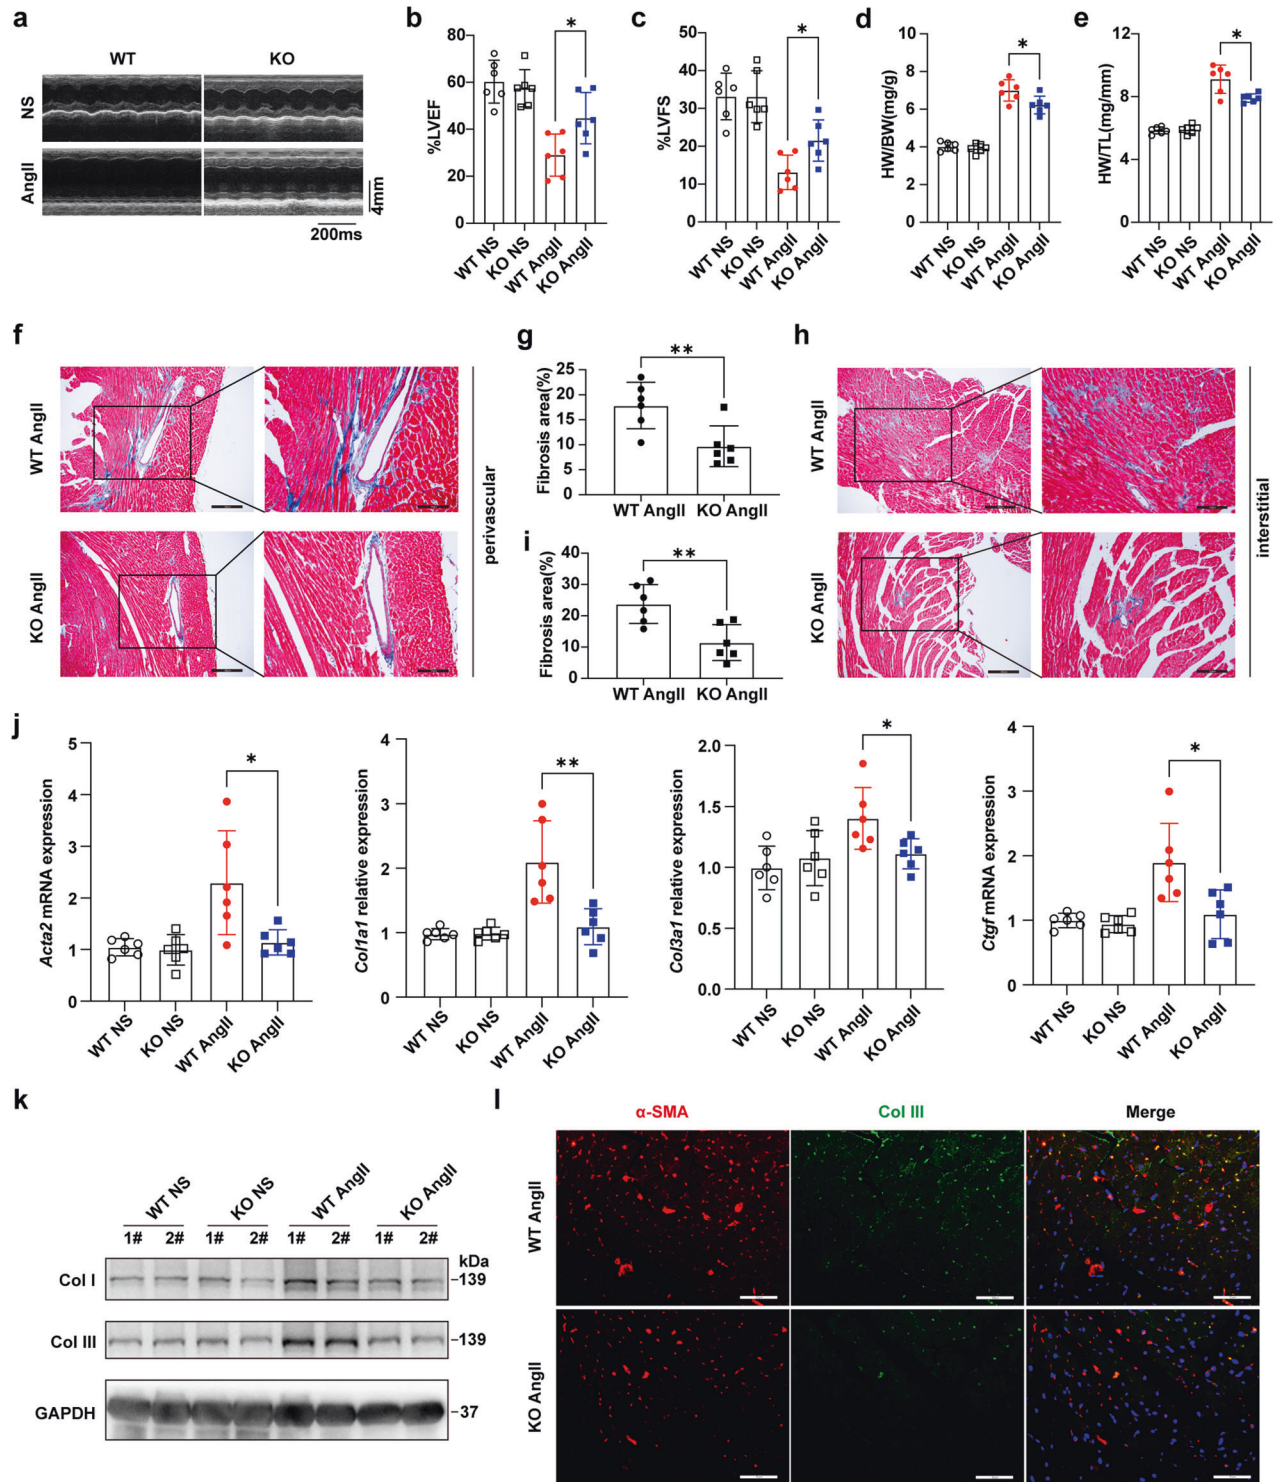 a
WT
KO
NS
AngII
4mm
200ms
b
%LVEF
80
60
40
20
0
*
WT NS
KO NS
WT AngII
KO AngII
c
%LVFS
50
40
30
20
10
0
*
WT NS
KO NS
WT AngII
KO AngII
d
HW/BW(mg/g)
10
8
6
4
2
0
*
WT NS
KO NS
WT AngII
KO AngII
e
HW/TL(mg/mm)
12
8
4
0
*
WT NS
KO NS
WT AngII
KO AngII
f
WT AngII
KO AngII
perivascular
g
Fibrosis area(%)
25
20
15
10
5
0
**
WT AngII
KO AngII
h
WT AngII
KO AngII
interstitial
i
Fibrosis area(%)
40
30
20
10
0
**
WT AngII
KO AngII
j
Acta2 mRNA expression
5
4
3
2
1
0
*
WT NS
KO NS
WT AngII
KO AngII
Col1a1 relative expression
4
3
2
1
0
**
WT NS
KO NS
WT AngII
KO AngII
Col3a1 relative expression
2.0
1.5
1.0
0.5
0.0
*
WT NS
KO NS
WT AngII
KO AngII
Ctgf mRNA expression
4
3
2
1
0
*
WT NS
KO NS
WT AngII
KO AngII
k
WT NS
KO NS
WT AngII
KO AngII
1# 2# 1# 2# 1# 2# 1# 2#
kDa
Col I
-139
Col III
-139
GAPDH
-37
l
α-SMA
Col III
Merge
WT AngII
KO AngII